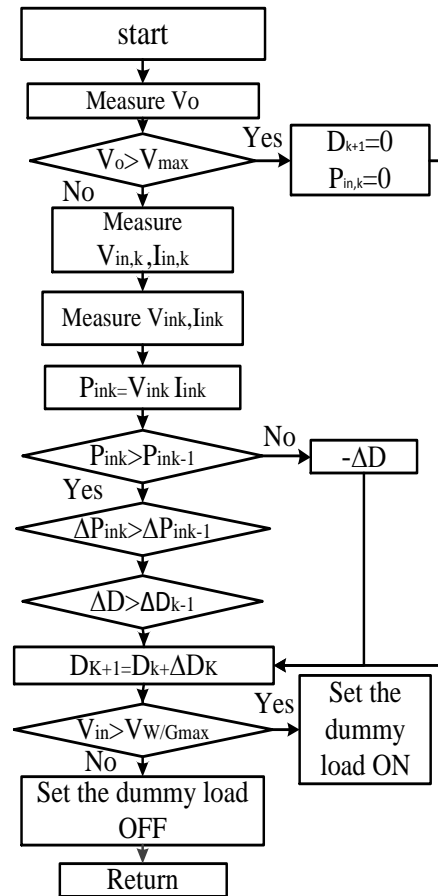 start
Measure Vo
Vo>Vmax
Yes
Dk+1=0
Pin,k=0
No
Measure
Vin,k,Iin,k
Measure Vink,Iink
Pink=Vink Iink
Pink>Pink-1
No
-ΔD
Yes
ΔPink>ΔPink-1
ΔD>ΔDk-1
DK+1=Dk+ΔDK
Vin>VW/Gmax
Yes
Set the
dummy
load ON
No
Set the dummy load
OFF
Return